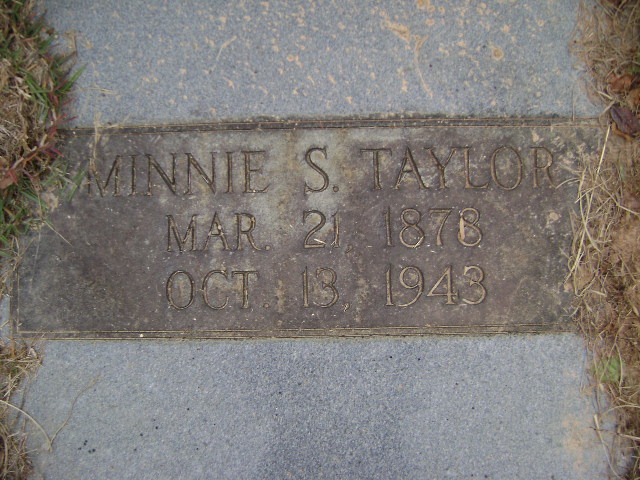 MINNIE S. TAYLOR
MAR. 21, 1878
OCT. 13, 1943